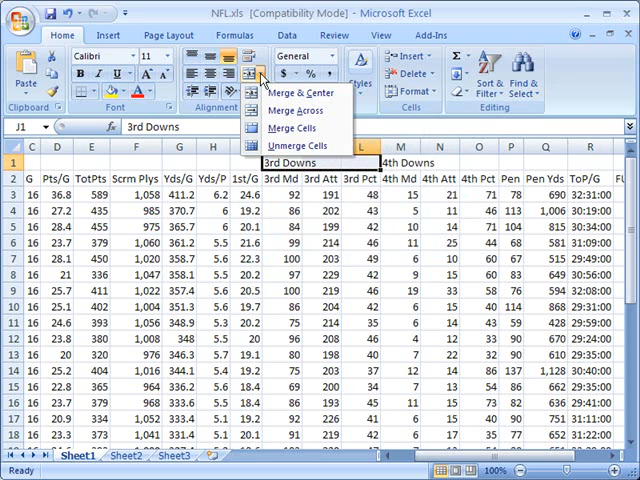 NFL.xls [Compatibility Mode] - Microsoft Excel
Home Insert Page Layout Formulas Data Review View Add-Ins
Paste
Calibri 11
General
Styles
Insert
Delete
Format
Sort & Filter
Find & Select
Clipboard Font Alignment Cells Editing
Merge & Center
Merge Across
Merge Cells
Unmerge Cells
J1 3rd Downs
C D E F G H I L M N O P Q R
1 3rd Downs 4th Downs
2 G Pts/G TotPts Scrm Plys Yds/G Yds/P 1st/G 3rd Md 3rd Att 3rd Pct 4th Md 4th Att 4th Pct Pen Pen Yds ToP/G FU
3 16 36.8 589 1,058 411.2 6.2 24.6 92 191 48 15 21 71 78 690 32:31:00
4 16 27.2 435 985 370.7 6 19.2 86 202 43 5 11 46 113 1,006 30:19:00
5 16 28.4 455 975 365.7 6 20.1 84 199 42 10 14 71 104 815 30:34:00
6 16 23.7 379 1,060 361.2 5.5 21.6 99 214 46 11 25 44 68 581 31:09:00
7 16 28.1 450 1,020 358.7 5.6 22.3 103 210 49 6 10 60 67 515 29:49:00
8 16 21 336 1,047 358.1 5.5 20.2 97 229 42 9 15 60 83 649 30:56:00
9 16 25.7 411 1,022 357.4 5.6 20.5 104 214 49 19 33 58 76 594 32:08:00
10 16 25.1 402 1,004 351.3 5.6 19.7 86 204 42 6 15 40 114 868 29:31:00
11 16 24.6 393 1,056 348.9 5.3 20.2 75 214 35 6 14 43 59 428 29:59:00
12 16 23.8 380 1,008 348 5.5 20 96 208 46 4 12 33 90 670 29:27:00
13 16 20 320 976 346.3 5.7 19.1 80 198 40 7 22 32 90 610 29:35:00
14 16 25.2 404 1,016 344.1 5.4 20.2 75 203 37 12 14 86 137 1,128 30:40:00
15 16 22.8 365 964 336.2 5.6 18.4 69 200 34 7 13 54 86 662 29:35:00
16 16 23.7 379 968 333.6 5.5 18.9 86 193 45 11 15 73 82 636 29:41:00
17 16 20.9 334 1,052 333.4 5.1 19.2 92 226 41 6 15 40 90 751 31:11:00
18 16 23.3 373 1,041 331.4 5.1 20.1 91 219 42 6 17 35 77 652 31:22:00
Sheet1 Sheet2 Sheet3
Ready 100%